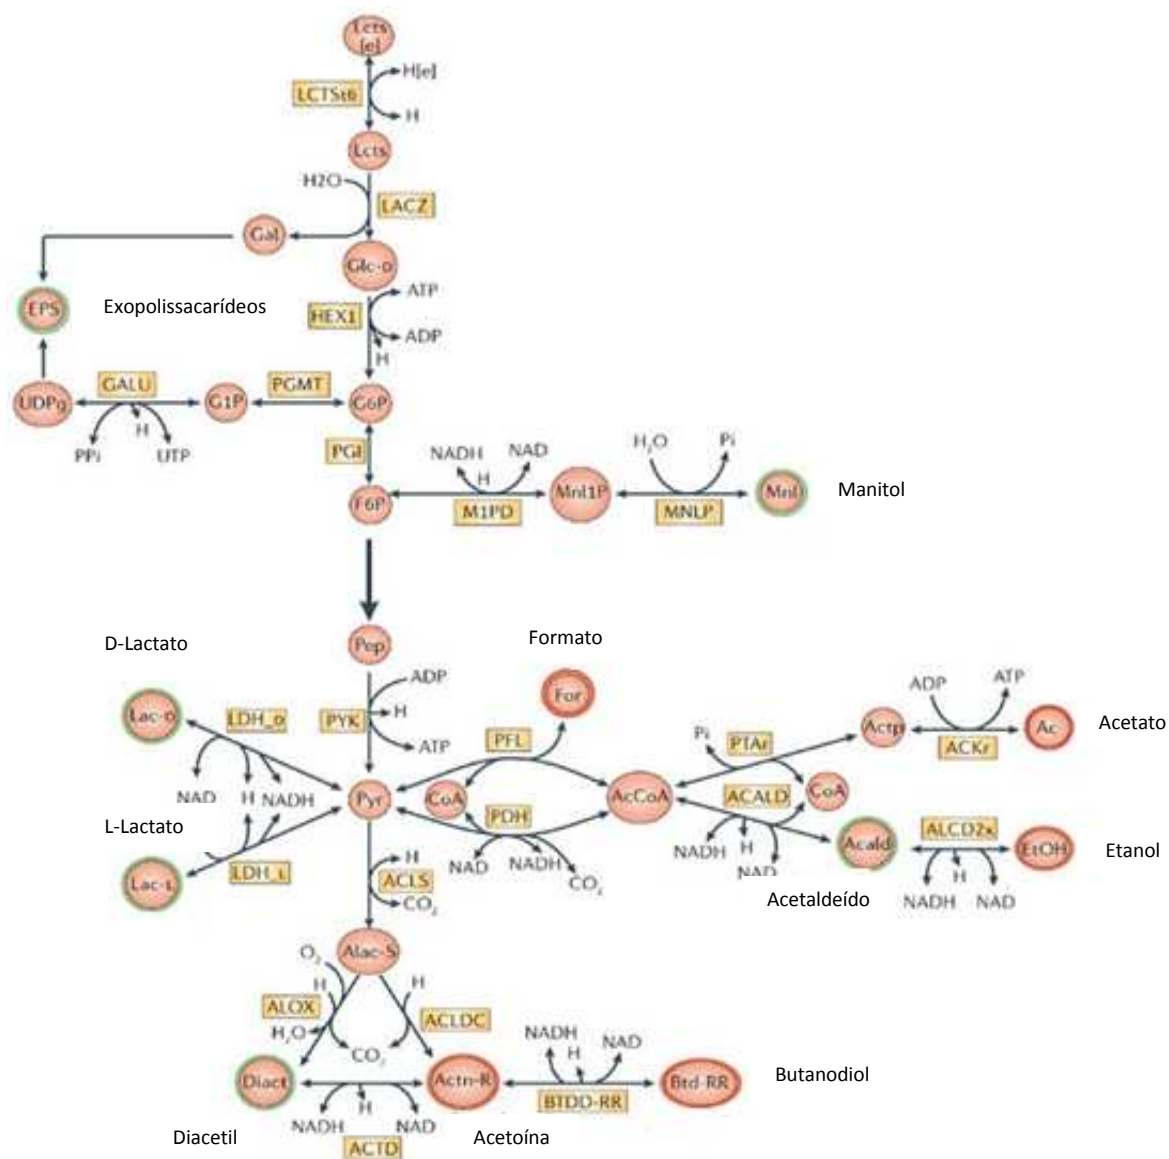 Lcts
[e]
H[e]
LCTSt6
H
Lcts
H2O
LACZ
Gal
Glc-D
EPS
Exopolissacarídeos
ATP
HEX1
ADP
H
GALU
PGMT
UDPg
G1P
G6P
H
PPi
UTP
PGI
NADH
NAD
H
H₂O
Pi
F6P
M1PD
Mnl1P
MNLP
Mnl
Manitol
D-Lactato
Pep
Formato
ADP
For
ADP
ATP
Lac-D
LDH_D
PYK
H
PFL
Pi
PTAr
Actp
ACKr
Ac
Acetato
ATP
NAD
H
NADH
Pyr
CoA
AcCoA
ACALD
CoA
L-Lactato
PDH
LDH_L
NAD
NADH
CO₂
NADH
H
NAD
Acald
ALCD2x
EtOH
Etanol
Lac-L
H
ACLS
CO₂
Acetaldeído
NADH
H
NAD
Alac-S
O₂
H
H
ALOX
ACLDC
H₂O
CO₂
NADH
H
NAD
Diact
Actn-R
BTDD-RR
Btd-RR
Butanodiol
NADH
H
NAD
Diacetil
ACTD
Acetoína